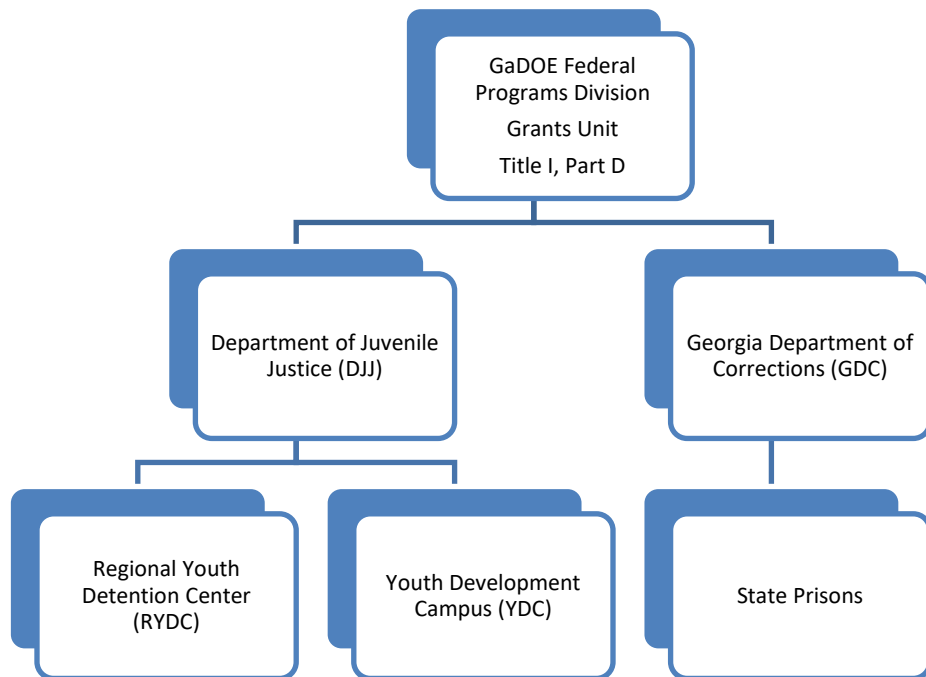 GaDOE Federal
Programs Division
Grants Unit
Title I, Part D
Department of Juvenile
Justice (DJJ)
Georgia Department of
Corrections (GDC)
Regional Youth
Detention Center
(RYDC)
Youth Development
Campus (YDC)
State Prisons